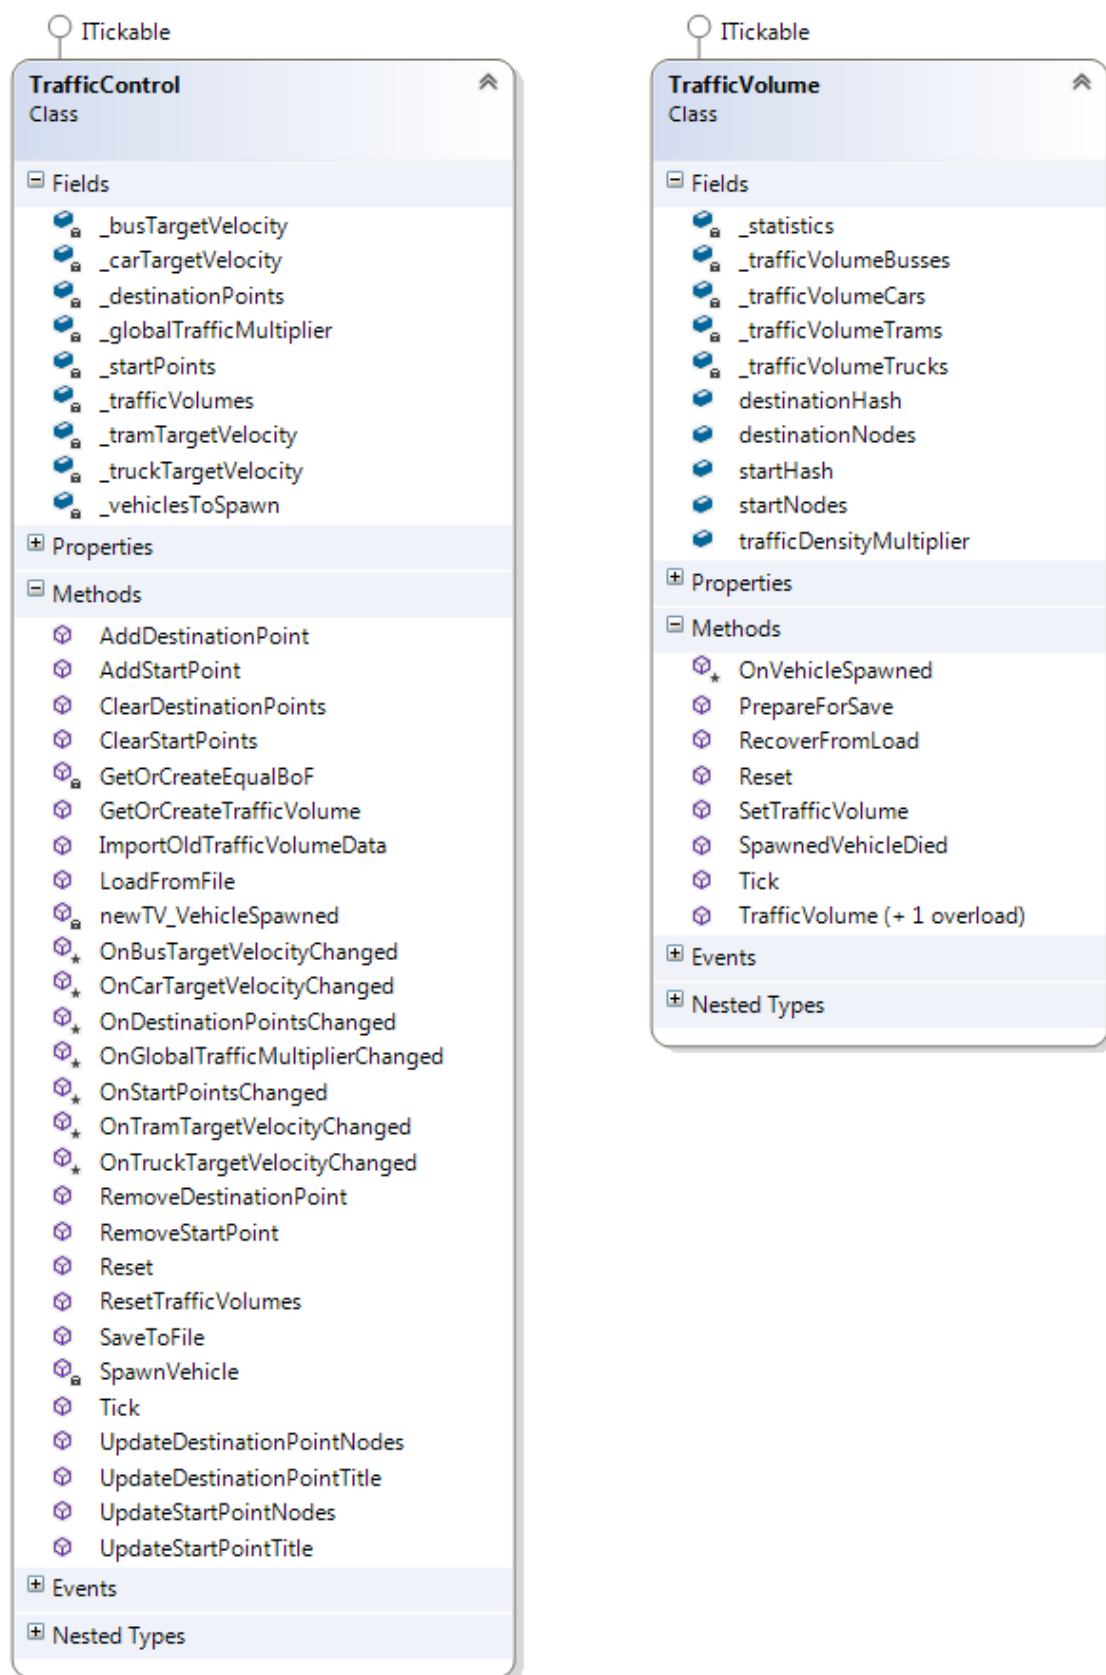 ITickable
TrafficControl
Class
Fields
_busTargetVelocity
_carTargetVelocity
_destinationPoints
_globalTrafficMultiplier
_startPoints
_trafficVolumes
_tramTargetVelocity
_truckTargetVelocity
_vehiclesToSpawn
Properties
Methods
AddDestinationPoint
AddStartPoint
ClearDestinationPoints
ClearStartPoints
GetOrCreateEqualBoF
GetOrCreateTrafficVolume
ImportOldTrafficVolumeData
LoadFromFile
newTV_VehicleSpawned
OnBusTargetVelocityChanged
OnCarTargetVelocityChanged
OnDestinationPointsChanged
OnGlobalTrafficMultiplierChanged
OnStartPointsChanged
OnTramTargetVelocityChanged
OnTruckTargetVelocityChanged
RemoveDestinationPoint
RemoveStartPoint
Reset
ResetTrafficVolumes
SaveToFile
SpawnVehicle
Tick
UpdateDestinationPointNodes
UpdateDestinationPointTitle
UpdateStartPointNodes
UpdateStartPointTitle
Events
Nested Types
ITickable
TrafficVolume
Class
Fields
_statistics
_trafficVolumeBusses
_trafficVolumeCars
_trafficVolumeTrams
_trafficVolumeTrucks
destinationHash
destinationNodes
startHash
startNodes
trafficDensityMultiplier
Properties
Methods
OnVehicleSpawned
PrepareForSave
RecoverFromLoad
Reset
SetTrafficVolume
SpawnedVehicleDied
Tick
TrafficVolume (+ 1 overload)
Events
Nested Types